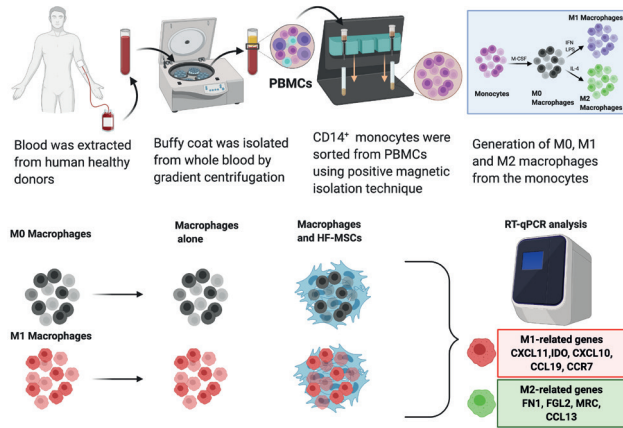 PBMCs
M1 Macrophages
IFN
LPS
M-CSF
IL-4
Monocytes
M0
Macrophages
M2
Macrophages
Blood was extracted
from human healthy
donors
Buffy coat was isolated
from whole blood by
gradient centrifugation
CD14⁺ monocytes were
sorted from PBMCs
using positive magnetic
isolation technique
Generation of M0, M1
and M2 macrophages
from the monocytes
M0 Macrophages
Macrophages
alone
Macrophages
and HF-MSCs
RT-qPCR analysis
M1 Macrophages
M1-related genes
CXCL11,IDO, CXCL10,
CCL19, CCR7
M2-related genes
FN1, FGL2, MRC,
CCL13